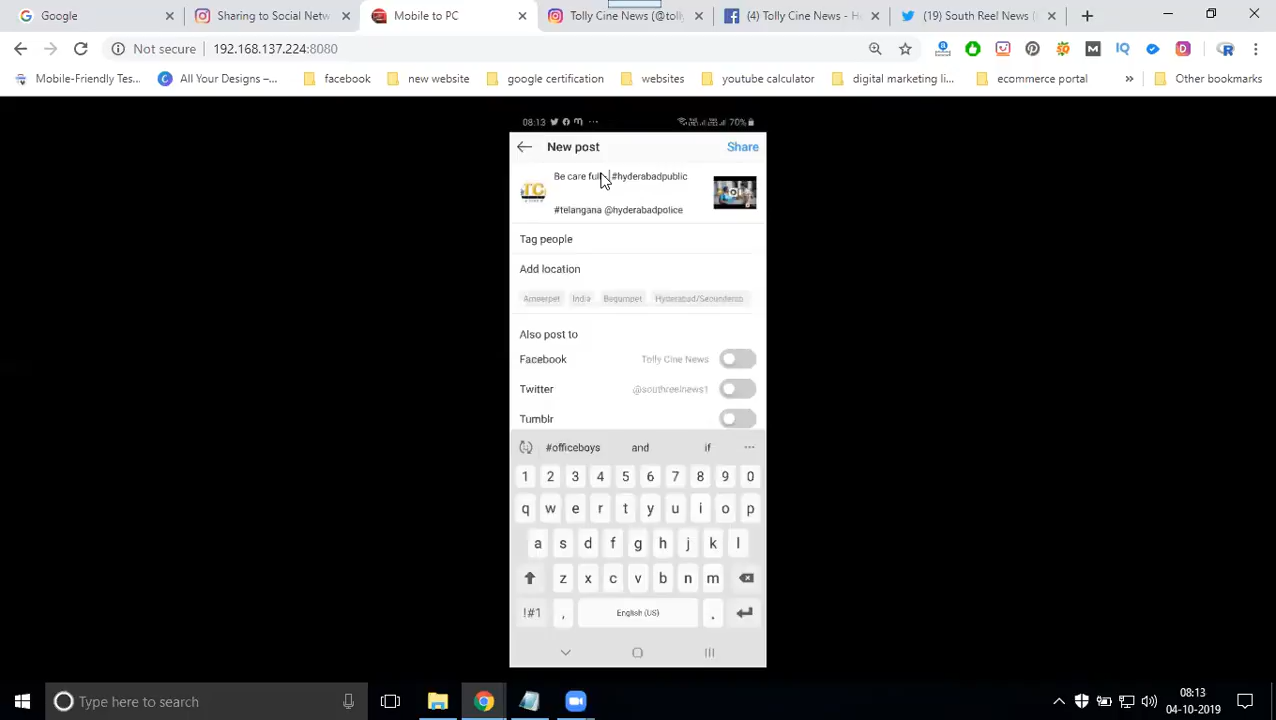 Google
Sharing to Social Netw
Mobile to PC
Tolly Cine News (@tolly
(4) Tolly Cine News - Ho
(19) South Reel News (
Not secure
192.168.137.224:8080
Mobile-Friendly Tes...
All Your Designs –...
facebook
new website
google certification
websites
youtube calculator
digital marketing li...
ecommerce portal
»
Other bookmarks
08:13
70%
New post
Share
Be care full #hyderabadpublic
#telangana @hyderabadpolice
Tag people
Add location
Ameerpet India Begumpet Hyderabad/Secunderab
Also post to
Facebook Tolly Cine News
Twitter @southreelnews1
Tumblr
#officeboys and if ...
1 2 3 4 5 6 7 8 9 0
q w e r t y u i o p
a s d f g h j k l
z x c v b n m
!#1 , English (US) .
Type here to search
08:13
04-10-2019